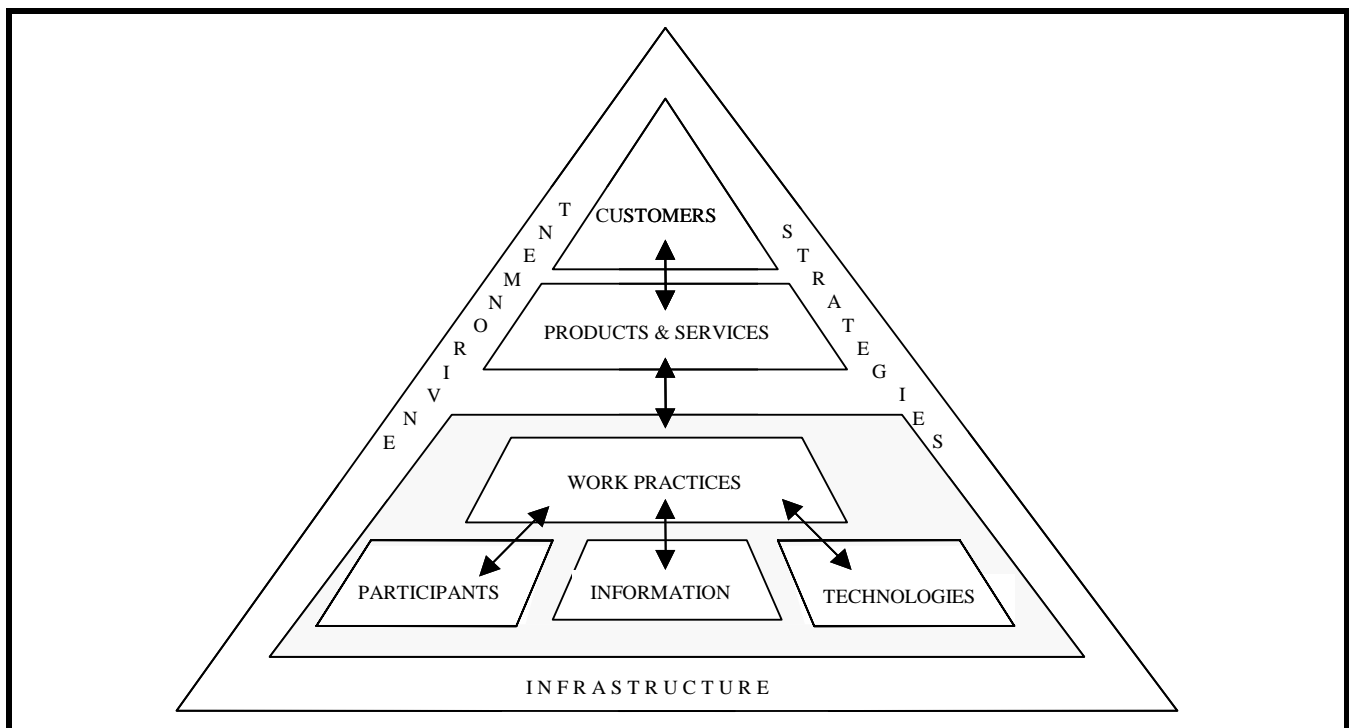 CUSTOMERS
ENVIRONMENT
STRATEGIES
PRODUCTS & SERVICES
WORK PRACTICES
PARTICIPANTS
INFORMATION
TECHNOLOGIES
INFRASTRUCTURE